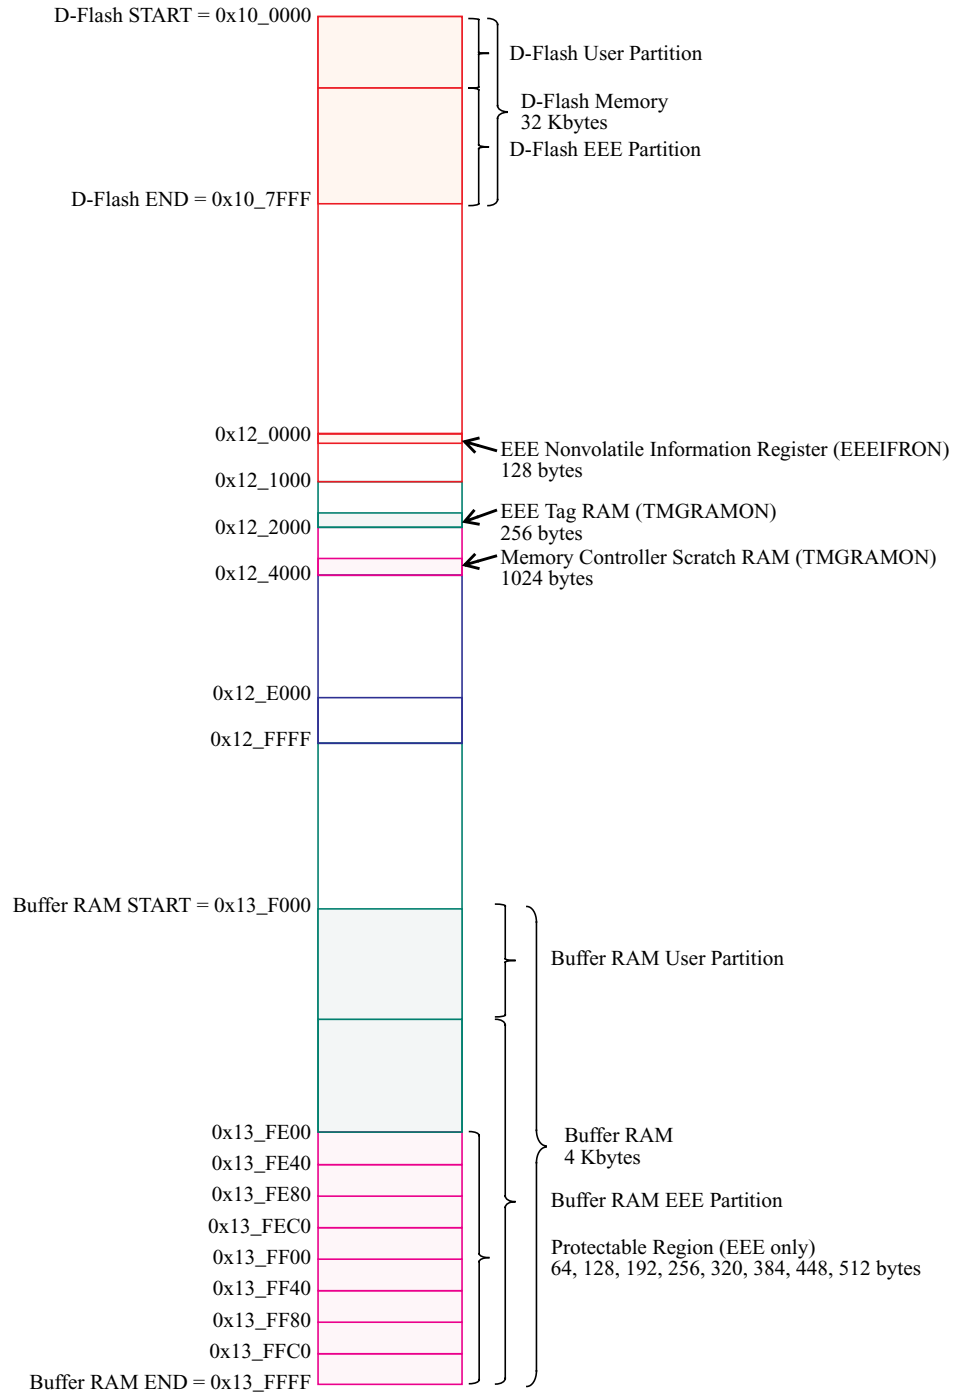 D-Flash START = 0x10_0000
D-Flash User Partition
D-Flash Memory
32 Kbytes
D-Flash EEE Partition
D-Flash END = 0x10_7FFF
0x12_0000
EEE Nonvolatile Information Register (EEEIFRON)
128 bytes
0x12_1000
EEE Tag RAM (TMGRAMON)
256 bytes
0x12_2000
Memory Controller Scratch RAM (TMGRAMON)
1024 bytes
0x12_4000
0x12_E000
0x12_FFFF
Buffer RAM START = 0x13_F000
Buffer RAM User Partition
0x13_FE00
Buffer RAM
4 Kbytes
0x13_FE40
0x13_FE80
Buffer RAM EEE Partition
0x13_FEC0
Protectable Region (EEE only)
64, 128, 192, 256, 320, 384, 448, 512 bytes
0x13_FF00
0x13_FF40
0x13_FF80
0x13_FFC0
Buffer RAM END = 0x13_FFFF